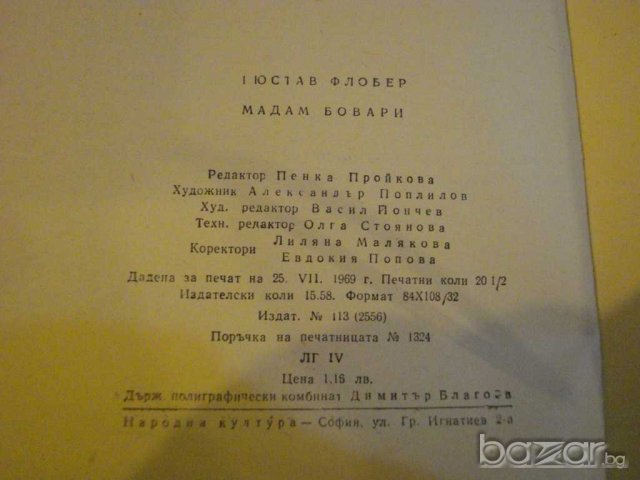 ГЮСТАВ ФЛОБЕР
МАДАМ БОВАРИ
Редактор Пенка Пройкова
Художник Александър Поплилов
Худ. редактор Васил Йончев
Техн. редактор Олга Стоянова
Коректори Лиляна Малякова
Евдокия Попова
Дадена за печат на 25. VII. 1969 г. Печатни коли 20 1/2
Издателски коли 15.58. Формат 84X108/32
Издат. № 113 (2556)
Поръчка на печатницата № 1324
ЛГ IV
Цена 1,16 лв.
Държ. полиграфически комбинат Димитър Благоев
Народна култура — София, ул. Гр. Игнатиев 2-а
bazar.bg